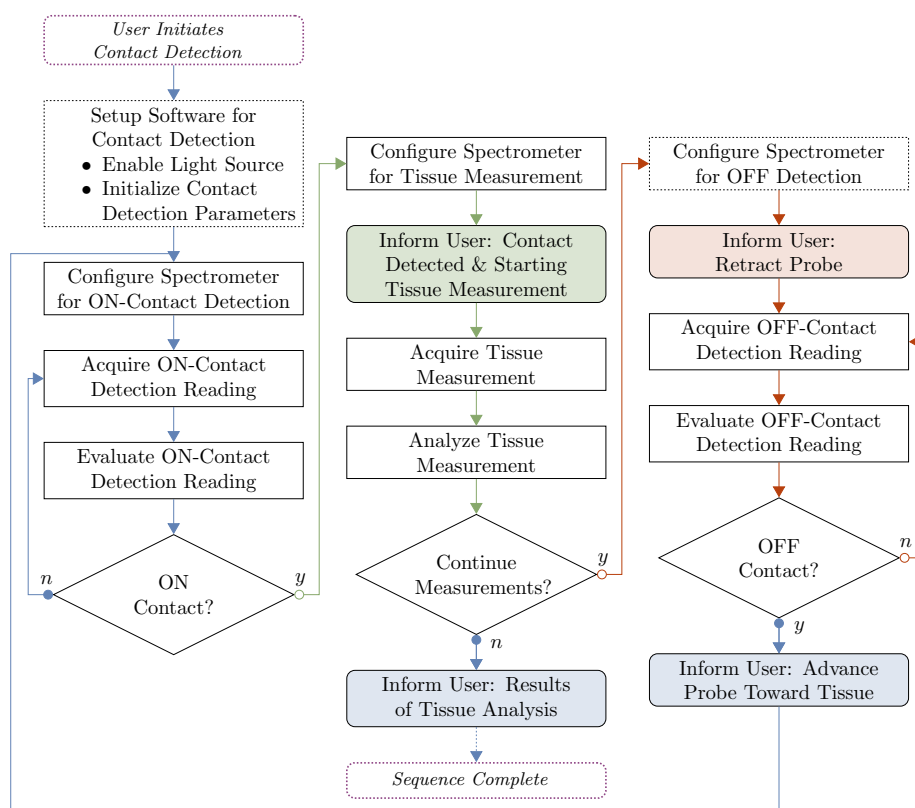 User Initiates
Contact Detection
Setup Software for
Contact Detection
• Enable Light Source
• Initialize Contact
Detection Parameters
Configure Spectrometer
for ON-Contact Detection
Acquire ON-Contact
Detection Reading
Evaluate ON-Contact
Detection Reading
ON
Contact?
n
y
Configure Spectrometer
for Tissue Measurement
Inform User: Contact
Detected & Starting
Tissue Measurement
Acquire Tissue
Measurement
Analyze Tissue
Measurement
Continue
Measurements?
y
n
Inform User: Results
of Tissue Analysis
Sequence Complete
Configure Spectrometer
for OFF Detection
Inform User:
Retract Probe
Acquire OFF-Contact
Detection Reading
Evaluate OFF-Contact
Detection Reading
OFF
Contact?
n
y
Inform User: Advance
Probe Toward Tissue